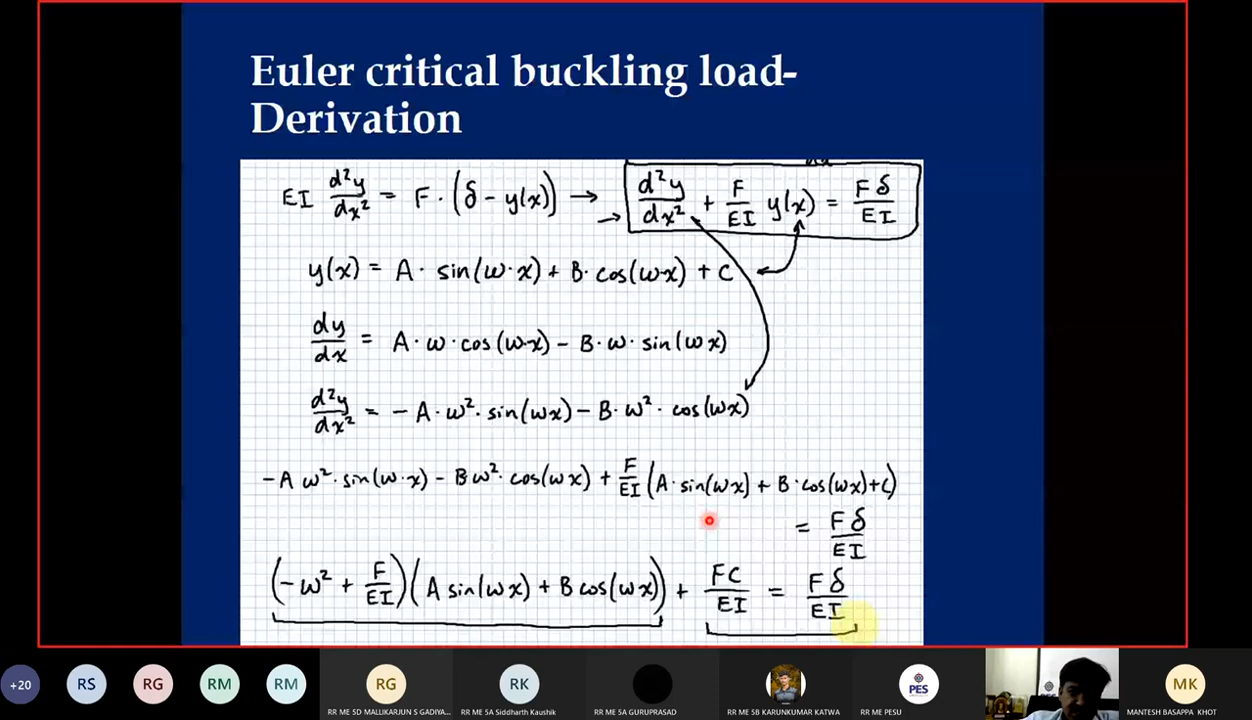 Euler critical buckling load-
Derivation
EI d²y/dx² = F · (δ - y(x)) → → d²y/dx² + F/EI y(x) = Fδ/EI
y(x) = A · sin(ω·x) + B · cos(ωx) + C
dy/dx = A · ω · cos(ω·x) - B · ω · sin(ωx)
d²y/dx² = - A · ω² · sin(ωx) - B · ω² · cos(ωx)
-A ω² · sin(ω·x) - Bω² · cos(ωx) + F/EI (A · sin(ωx) + B · cos(ωx) + C)
= Fδ/EI
(-ω² + F/EI)(A sin(ωx) + B cos(ωx)) + FC/EI = Fδ/EI
+20 RS RG RM RM RG RK PES MK
RR ME 5D MALLIKARJUN S GADIYA... RR ME 5A Siddharth Kaushik RR ME 5A GURUPRASAD RR ME 5B KARUNKUMAR KATWA RR ME PESU MANTESH BASAPPA KHOT